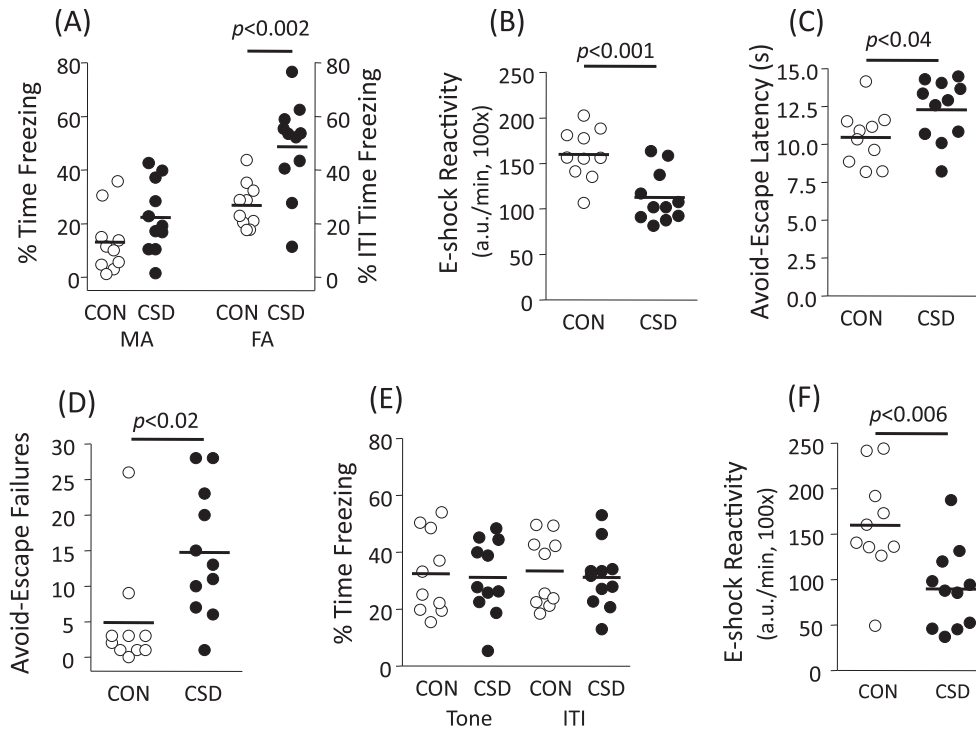 (A)
p<0.002
% Time Freezing
80
60
40
20
0
80
60
40
20
0
% ITI Time Freezing
CON CSD CON CSD
MA FA
(B)
p<0.001
E-shock Reactivity
(a.u./min, 100x)
250
200
150
100
50
0
CON CSD
(C)
p<0.04
Avoid-Escape Latency (s)
15.0
12.5
10.0
7.5
5.0
2.5
0.0
CON CSD
(D)
p<0.02
Avoid-Escape Failures
30
25
20
15
10
5
0
CON CSD
(E)
% Time Freezing
80
60
40
20
0
CON CSD CON CSD
Tone ITI
(F)
p<0.006
E-shock Reactivity
(a.u./min, 100x)
250
200
150
100
50
0
CON CSD